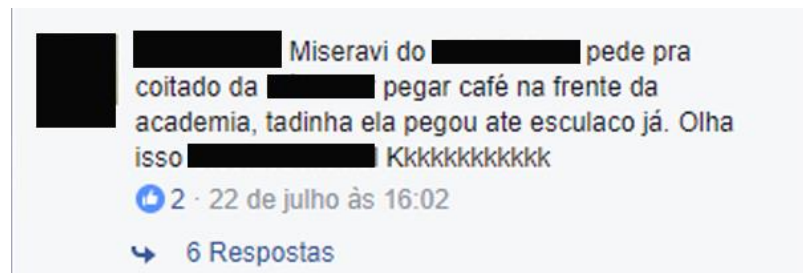 Miseravi do pede pra
coitado da pegar café na frente da
academia, tadinha ela pegou ate esculaco já. Olha
isso Kkkkkkkkkkkk
2 · 22 de julho às 16:02
6 Respostas